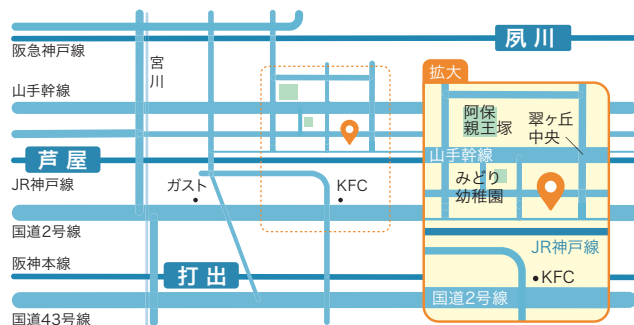 夙川
阪急神戸線
宮川
山手幹線
芦屋
JR神戸線
ガスト
KFC
国道2号線
阪神本線
打出
国道43号線
拡大
阿保
親王塚
翠ヶ丘
中央
山手幹線
みどり
幼稚園
JR神戸線
KFC
国道2号線